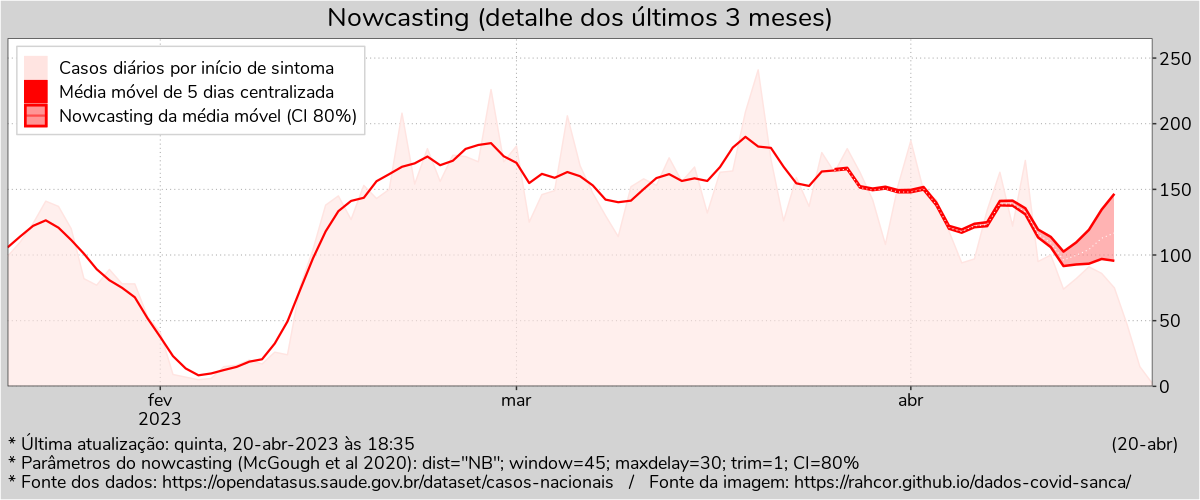 Nowcasting (detalhe dos últimos 3 meses)
Casos diários por início de sintoma
Média móvel de 5 dias centralizada
Nowcasting da média móvel (CI 80%)
250
200
150
100
50
0
fev
2023
mar
abr
* Última atualização: quinta, 20-abr-2023 às 18:35
(20-abr)
* Parâmetros do nowcasting (McGough et al 2020): dist="NB"; window=45; maxdelay=30; trim=1; CI=80%
* Fonte dos dados: https://opendatasus.saude.gov.br/dataset/casos-nacionais / Fonte da imagem: https://rahcor.github.io/dados-covid-sanca/